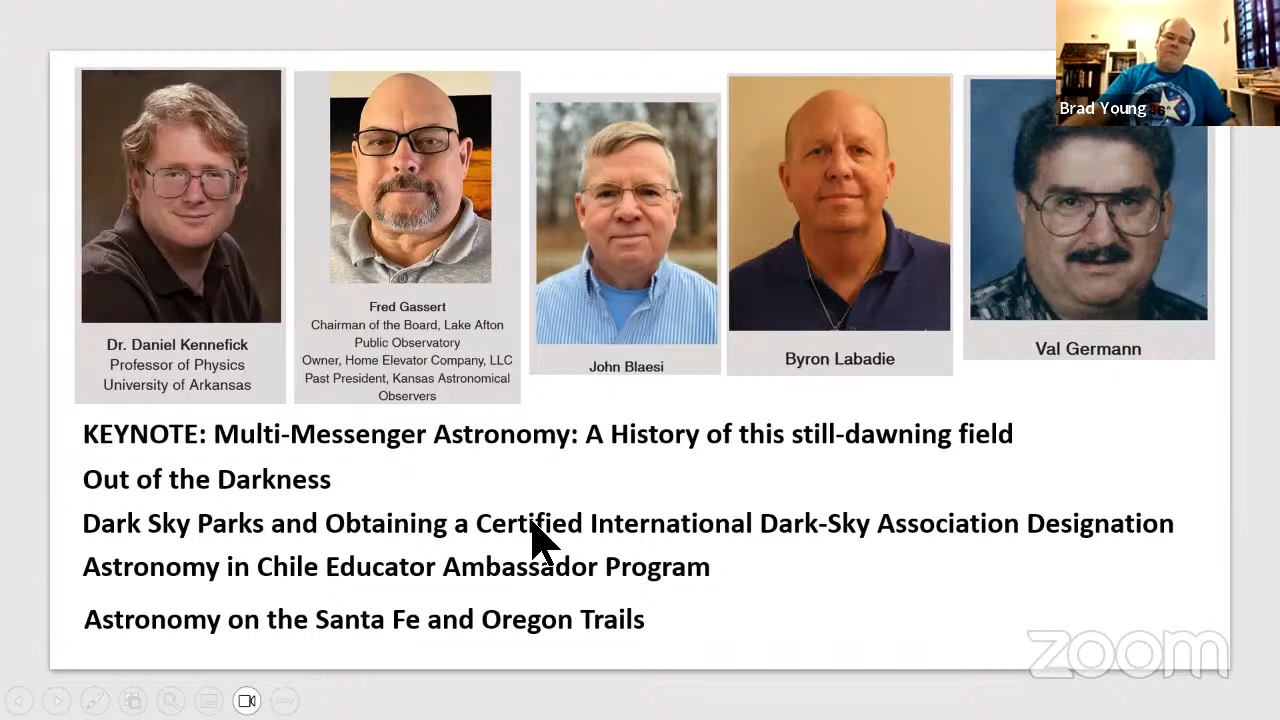 Brad Young
Dr. Daniel Kennefick
Professor of Physics
University of Arkansas
Fred Gassert
Chairman of the Board, Lake Afton
Public Observatory
Owner, Home Elevator Company, LLC
Past President, Kansas Astronomical
Observers
John Blaesi
Byron Labadie
Val Germann
KEYNOTE: Multi-Messenger Astronomy: A History of this still-dawning field
Out of the Darkness
Dark Sky Parks and Obtaining a Certified International Dark-Sky Association Designation
Astronomy in Chile Educator Ambassador Program
Astronomy on the Santa Fe and Oregon Trails
zoom